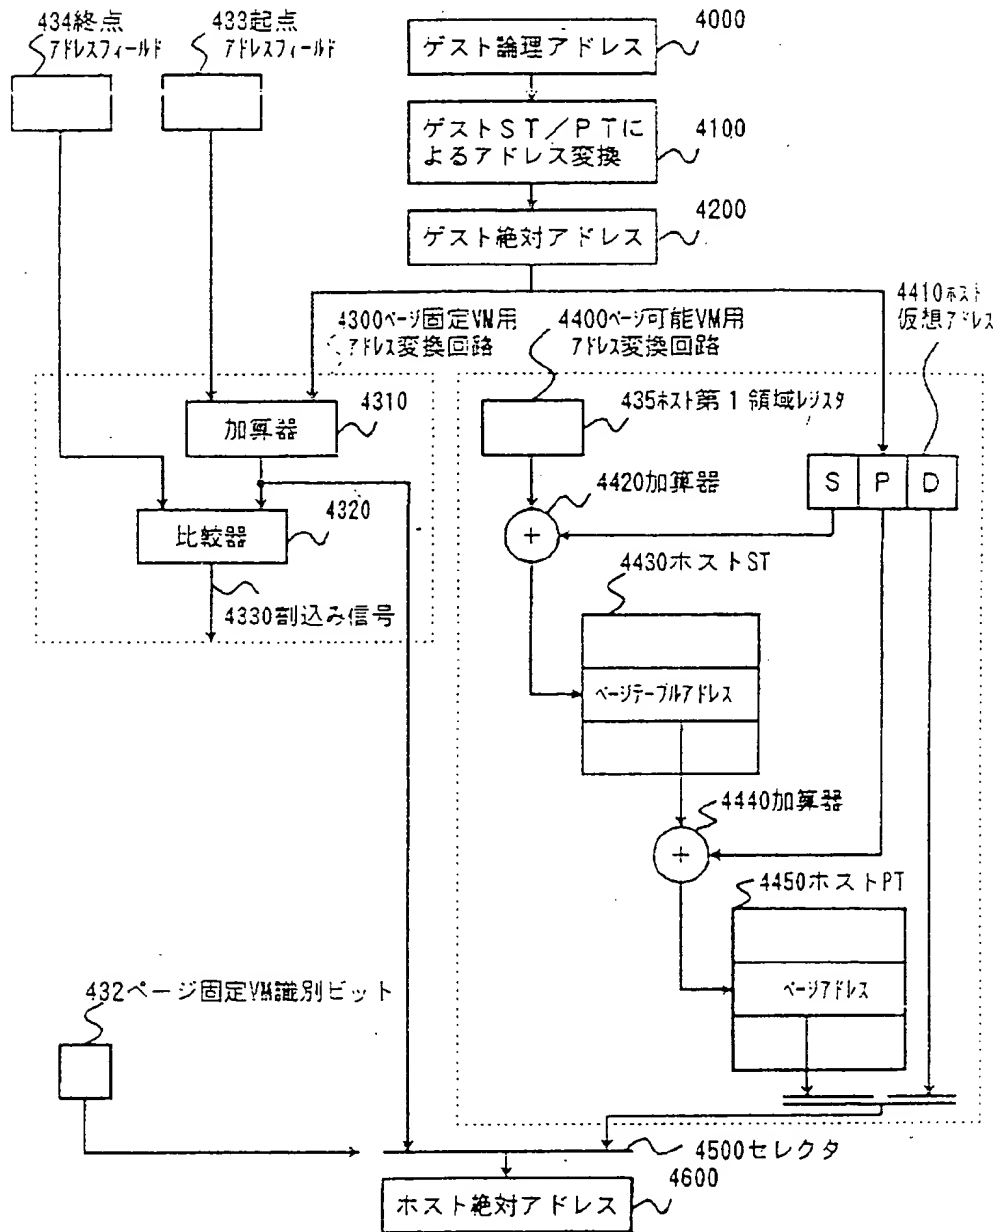 434終点
アドレスフィールド
433起点
アドレスフィールド
4000
ゲスト論理アドレス
4100
ゲストST/PTに
よるアドレス変換
4200
ゲスト絶対アドレス
4300ページ固定VM用
アドレス変換回路
4400ページ可能VM用
アドレス変換回路
4410ホスト
仮想アドレス
4310
加算器
435ホスト第1領域レジスタ
S P D
4420加算器
4320
比較器
4330割込み信号
4430ホストST
ページテーブルアドレス
4440加算器
4450ホストPT
ページアドレス
432ページ固定VM識別ビット
4500セレクタ
4600
ホスト絶対アドレス